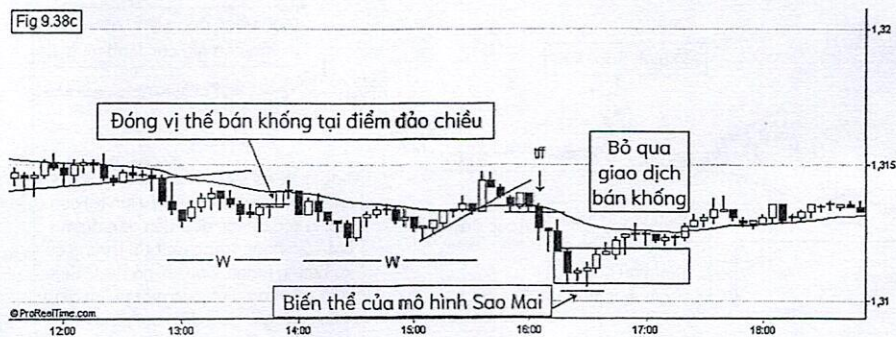 Fig 9.38c
1,32
Đóng vị thế bán khống tại điểm đảo chiều
tff
Bỏ qua
giao dịch
bán khống
1,315
W
W
Biến thể của mô hình Sao Mai
1,31
©ProRealTime.com
12:00 13:00 14:00 15:00 16:00 17:00 18:00